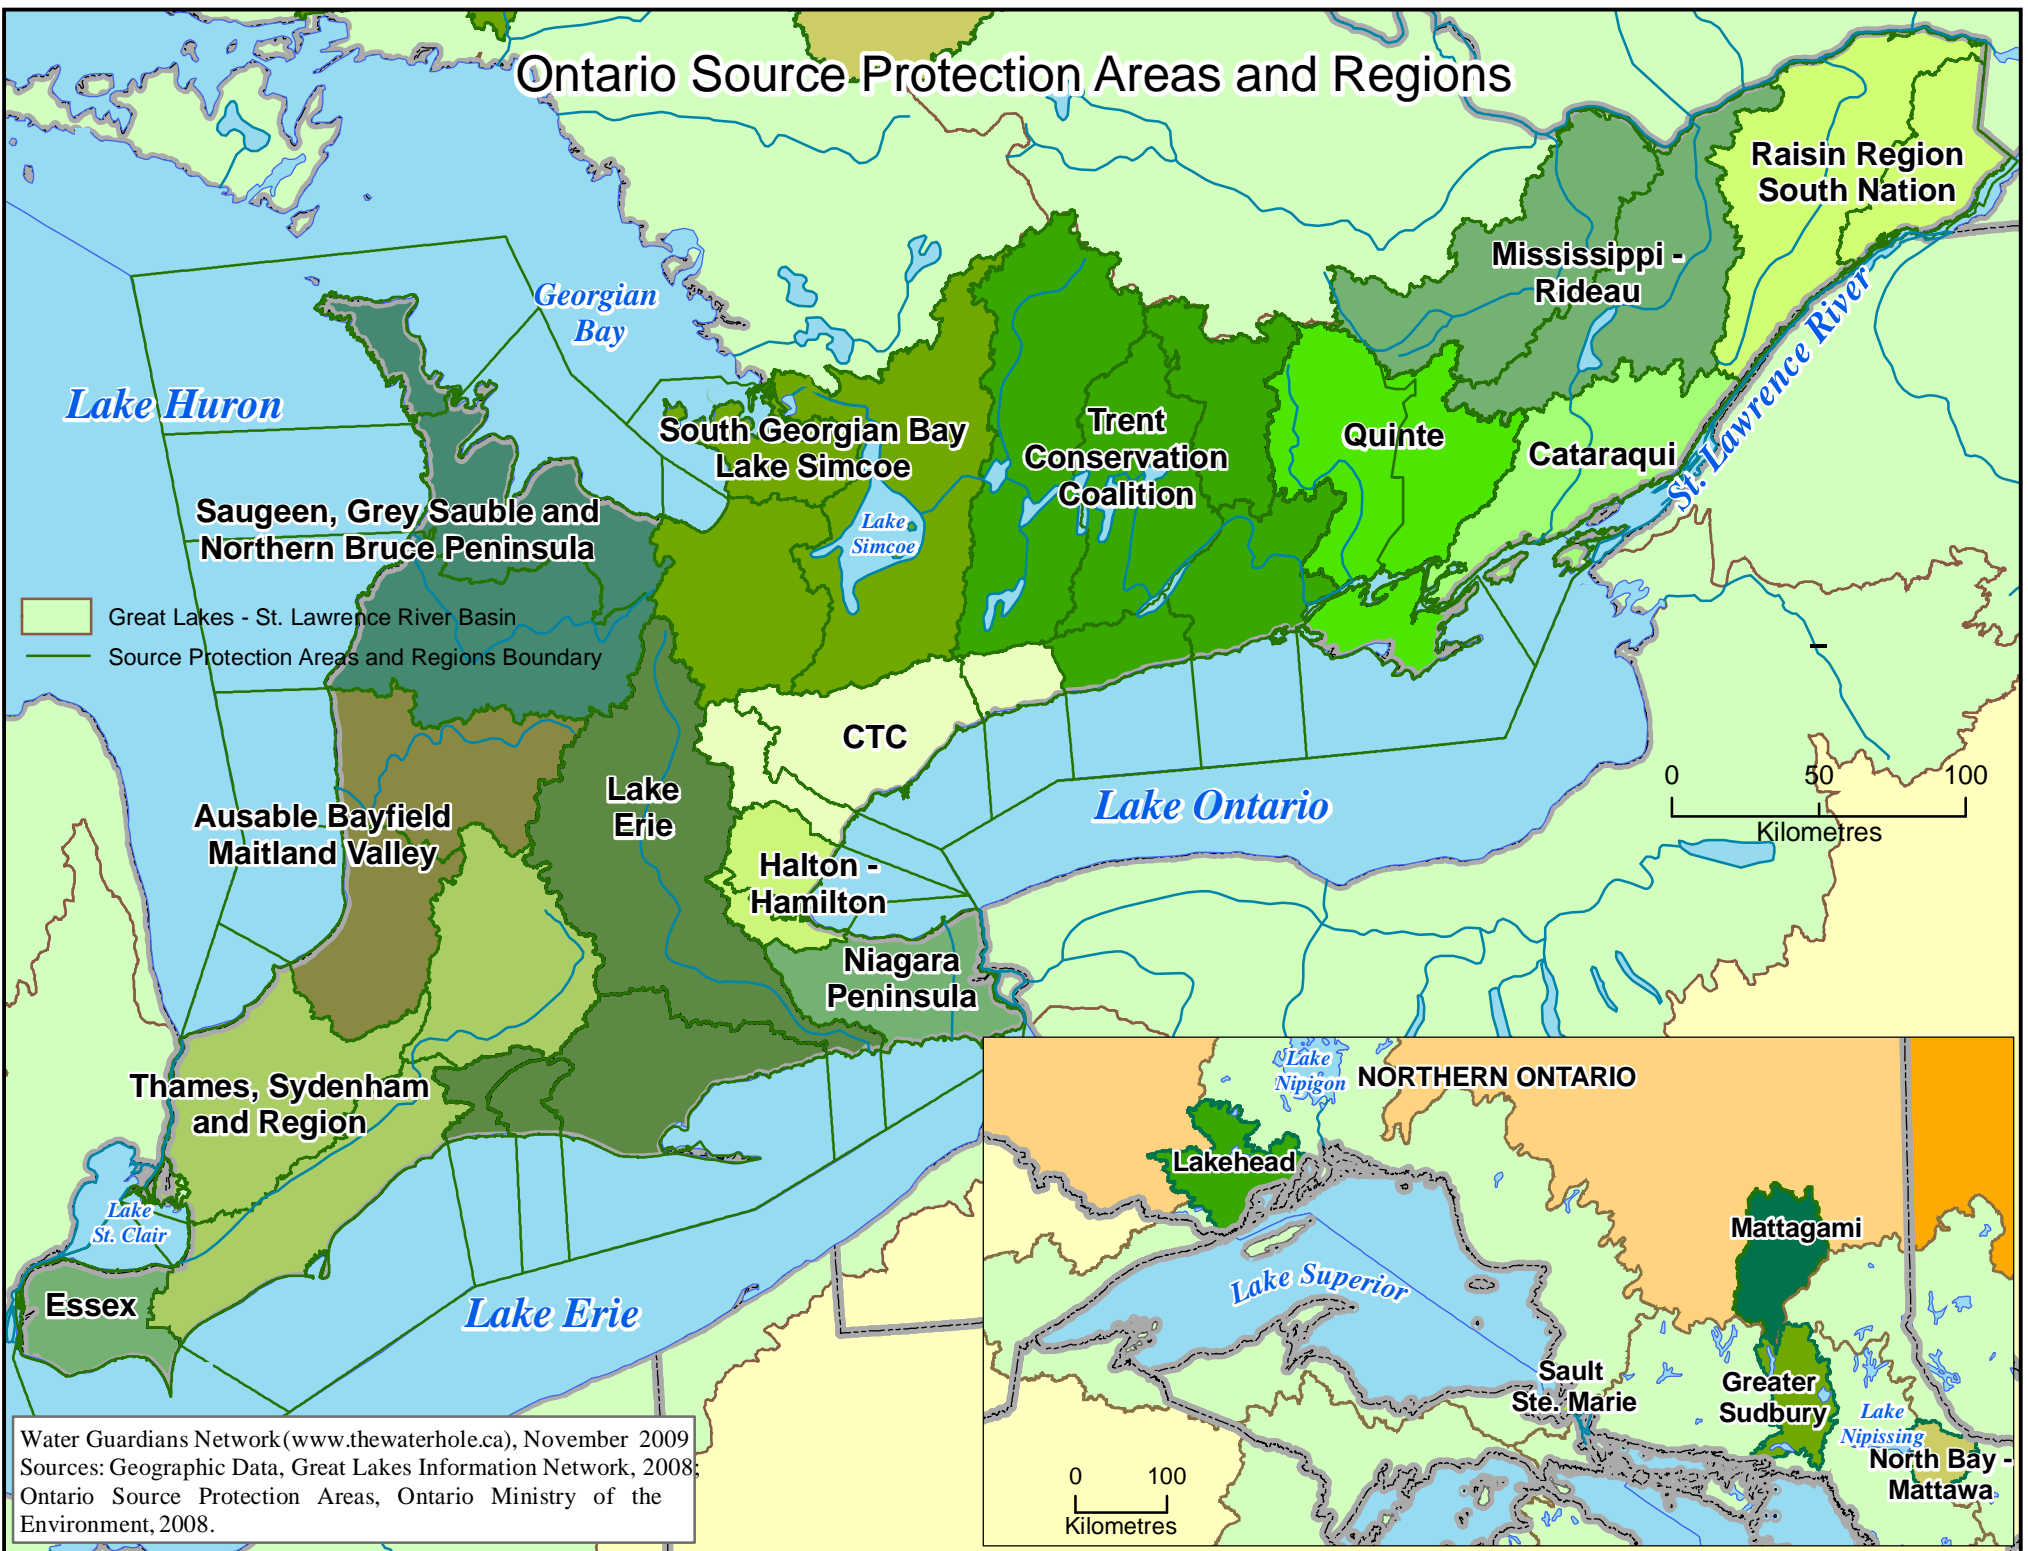 Ontario Source Protection Areas and Regions
Raisin Region
South Nation
Mississippi -
Rideau
Georgian
Bay
St. Lawrence River
Lake Huron
South Georgian Bay
Lake Simcoe
Trent
Conservation
Coalition
Quinte
Cataraqui
Saugeen, Grey Sauble and
Northern Bruce Peninsula
Lake
Simcoe
Great Lakes - St. Lawrence River Basin
Source Protection Areas and Regions Boundary
CTC
Lake
Erie
Lake Ontario
0 50 100
Kilometres
Ausable Bayfield
Maitland Valley
Halton -
Hamilton
Niagara
Peninsula
Thames, Sydenham
and Region
Lake
St. Clair
Essex
Lake Erie
Lake
Nipigon
NORTHERN ONTARIO
Lakehead
Mattagami
Lake Superior
Sault
Ste. Marie
Greater
Sudbury
Lake
Nipissing
North Bay -
Mattawa
0 100
Kilometres
Water Guardians Network(www.thewaterhole.ca), November 2009
Sources: Geographic Data, Great Lakes Information Network, 2008;
Ontario Source Protection Areas, Ontario Ministry of the
Environment, 2008.